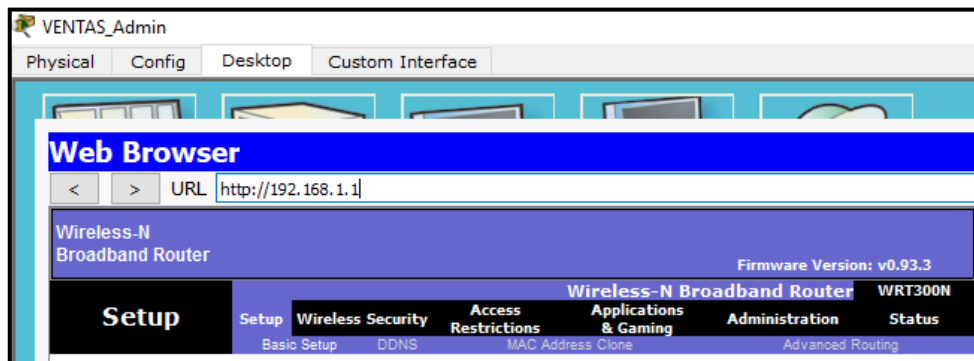 VENTAS_Admin
Physical Config Desktop Custom Interface
Web Browser
< > URL http://192.168.1.1
Wireless-N
Broadband Router
Firmware Version: v0.93.3
Wireless-N Broadband Router WRT300N
Setup
Setup Wireless Security Access Restrictions Applications & Gaming Administration Status
Basic Setup DDNS MAC Address Clone Advanced Routing